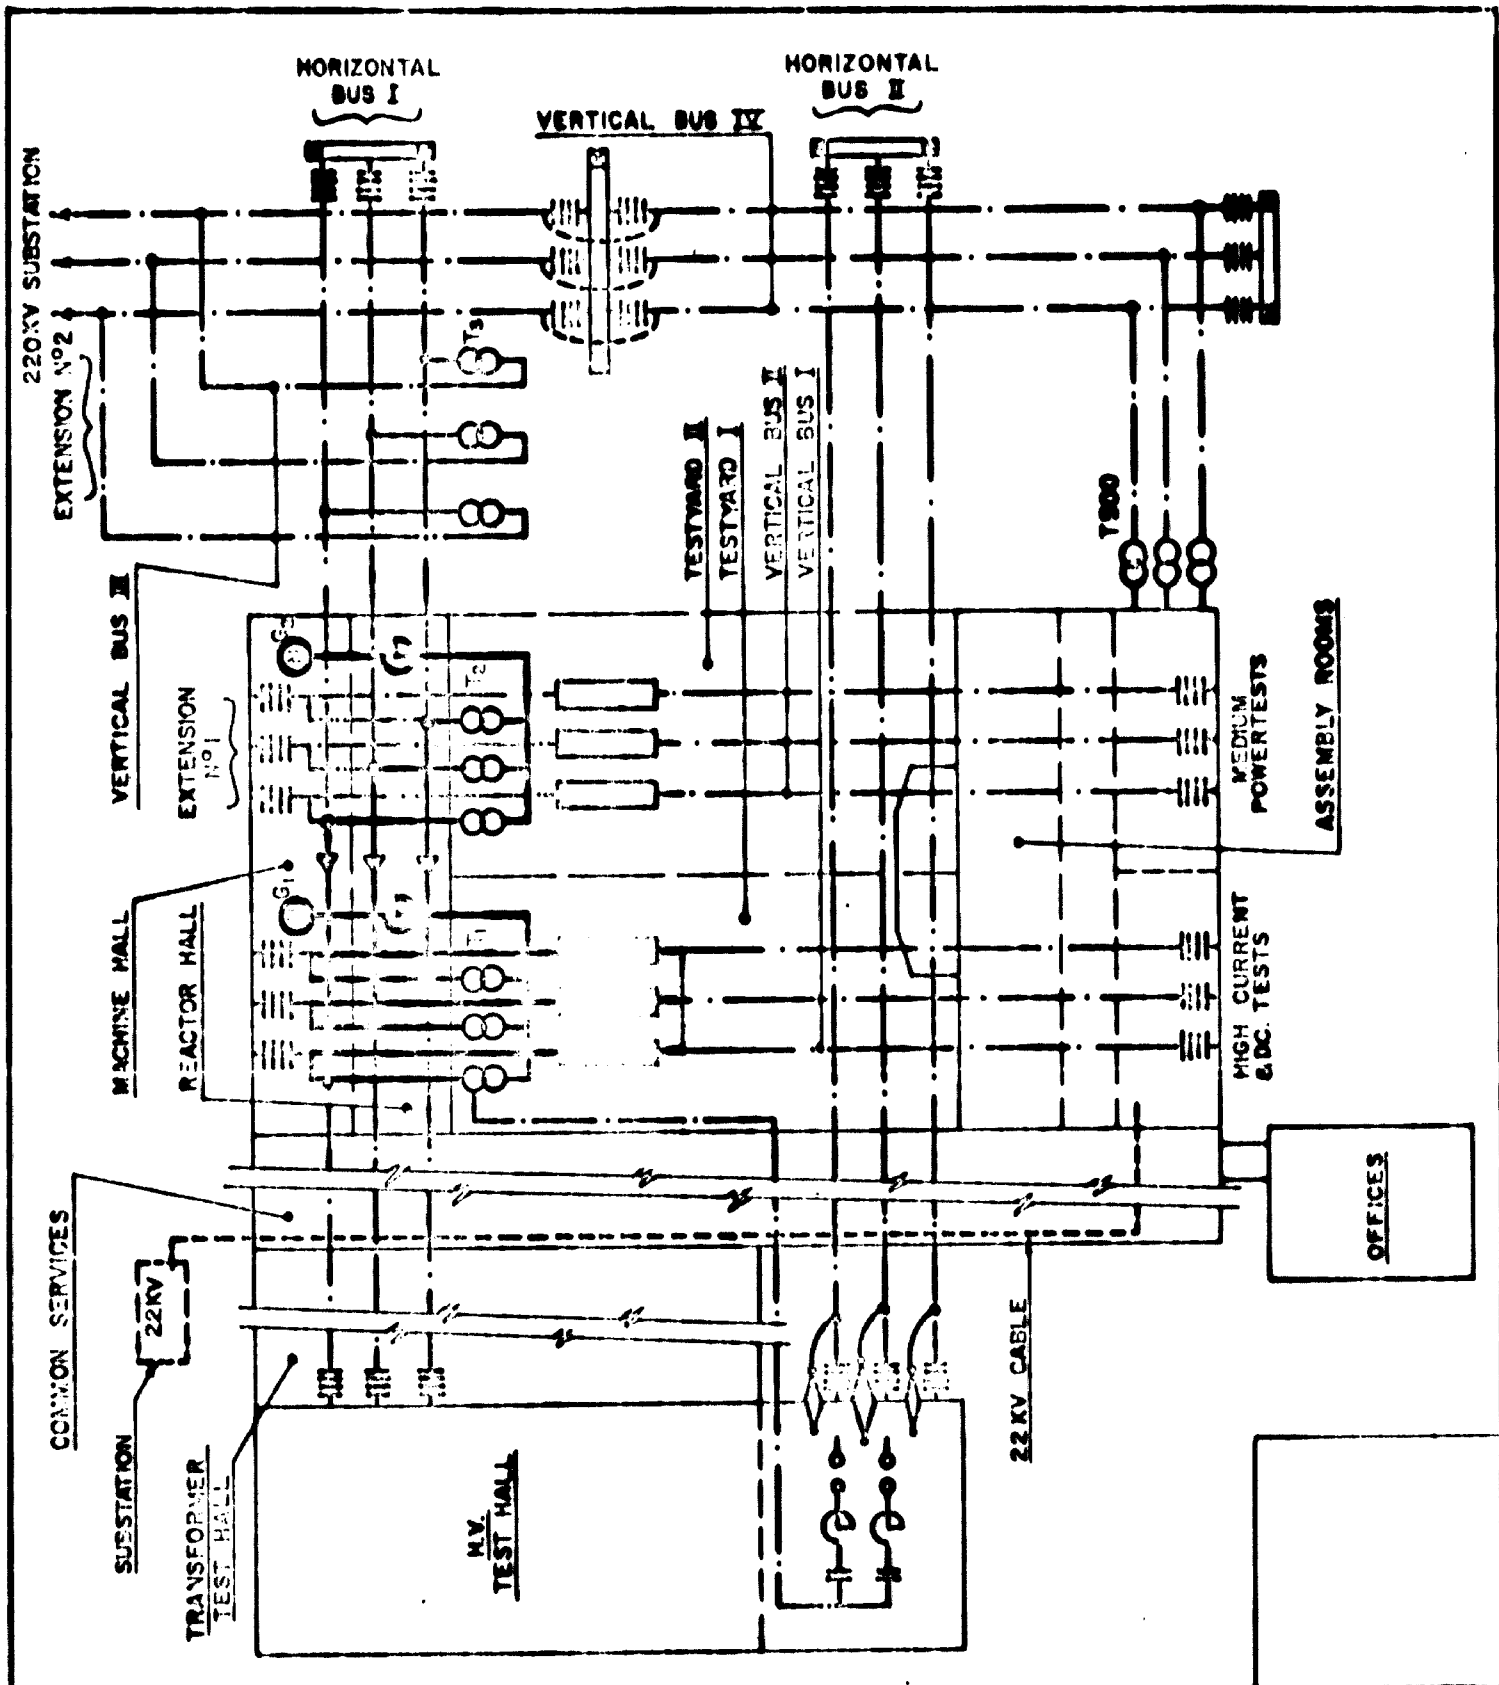 HORIZONTAL
BUS I
HORIZONTAL
BUS II
VERTICAL BUS IV
220KV SUBSTATION
EXTENSION Nº2
T3
TESTYARD II
TESTYARD I
VERTICAL BUS II
VERTICAL BUS I
T900
VERTICAL BUS III
EXTENSION
Nº1
G2
T2
MEDIUM
POWERTESTS
ASSEMBLY ROOMS
MACHINE HALL
REACTOR HALL
G1
T1
HIGH CURRENT
& DC. TESTS
COMMON SERVICES
22KV
SUBSTATION
TRANSFORMER
TEST HALL
H.V.
TEST HALL
22 KV CABLE
OFFICES